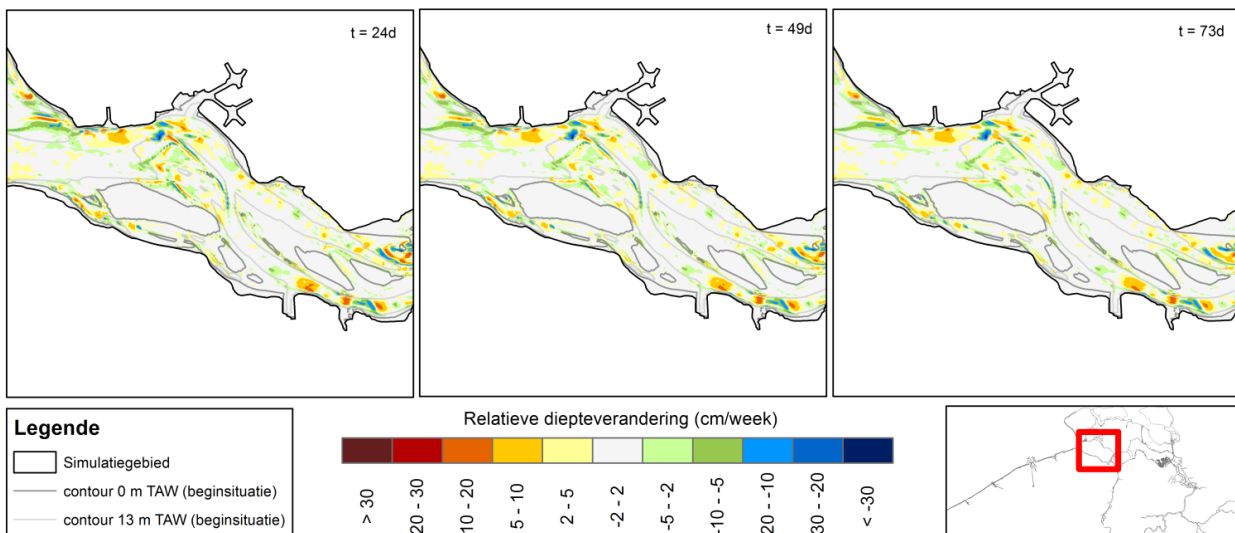 t = 24d
t = 49d
t = 73d
Legende
Simulatiegebied
contour 0 m TAW (beginsituatie)
contour 13 m TAW (beginsituatie)
Relatieve diepteverandering (cm/week)
> 30
20 - 30
10 - 20
5 - 10
2 - 5
-2 - 2
-5 - -2
-10 - -5
20 - -10
30 - -20
< -30